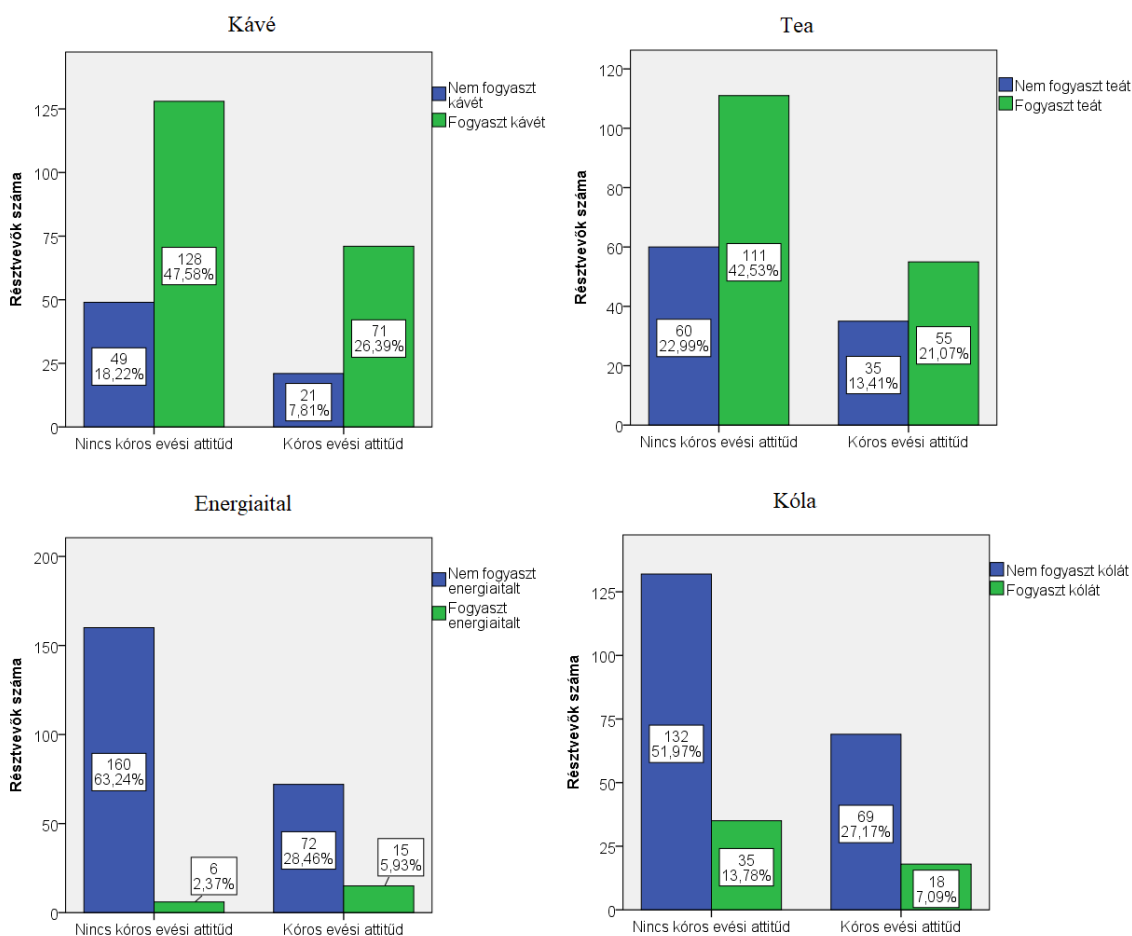 Kávé
Résztvevők száma
125
100
75
50
25
0
128
47,58%
49
18,22%
71
26,39%
21
7,81%
Nincs kóros evési attitűd
Kóros evési attitűd
Nem fogyaszt
kávét
Fogyaszt kávét
Tea
Résztvevők száma
120
100
80
60
40
20
0
111
42,53%
60
22,99%
55
21,07%
35
13,41%
Nincs kóros evési attitűd
Kóros evési attitűd
Nem fogyaszt teát
Fogyaszt teát
Energiaital
Résztvevők száma
200
150
100
50
0
160
63,24%
6
2,37%
72
28,46%
15
5,93%
Nincs kóros evési attitűd
Kóros evési attitűd
Nem fogyaszt
energiaitalt
Fogyaszt
energiaitalt
Kóla
Résztvevők száma
125
100
75
50
25
0
132
51,97%
35
13,78%
69
27,17%
18
7,09%
Nincs kóros evési attitűd
Kóros evési attitűd
Nem fogyaszt kólát
Fogyaszt kólát